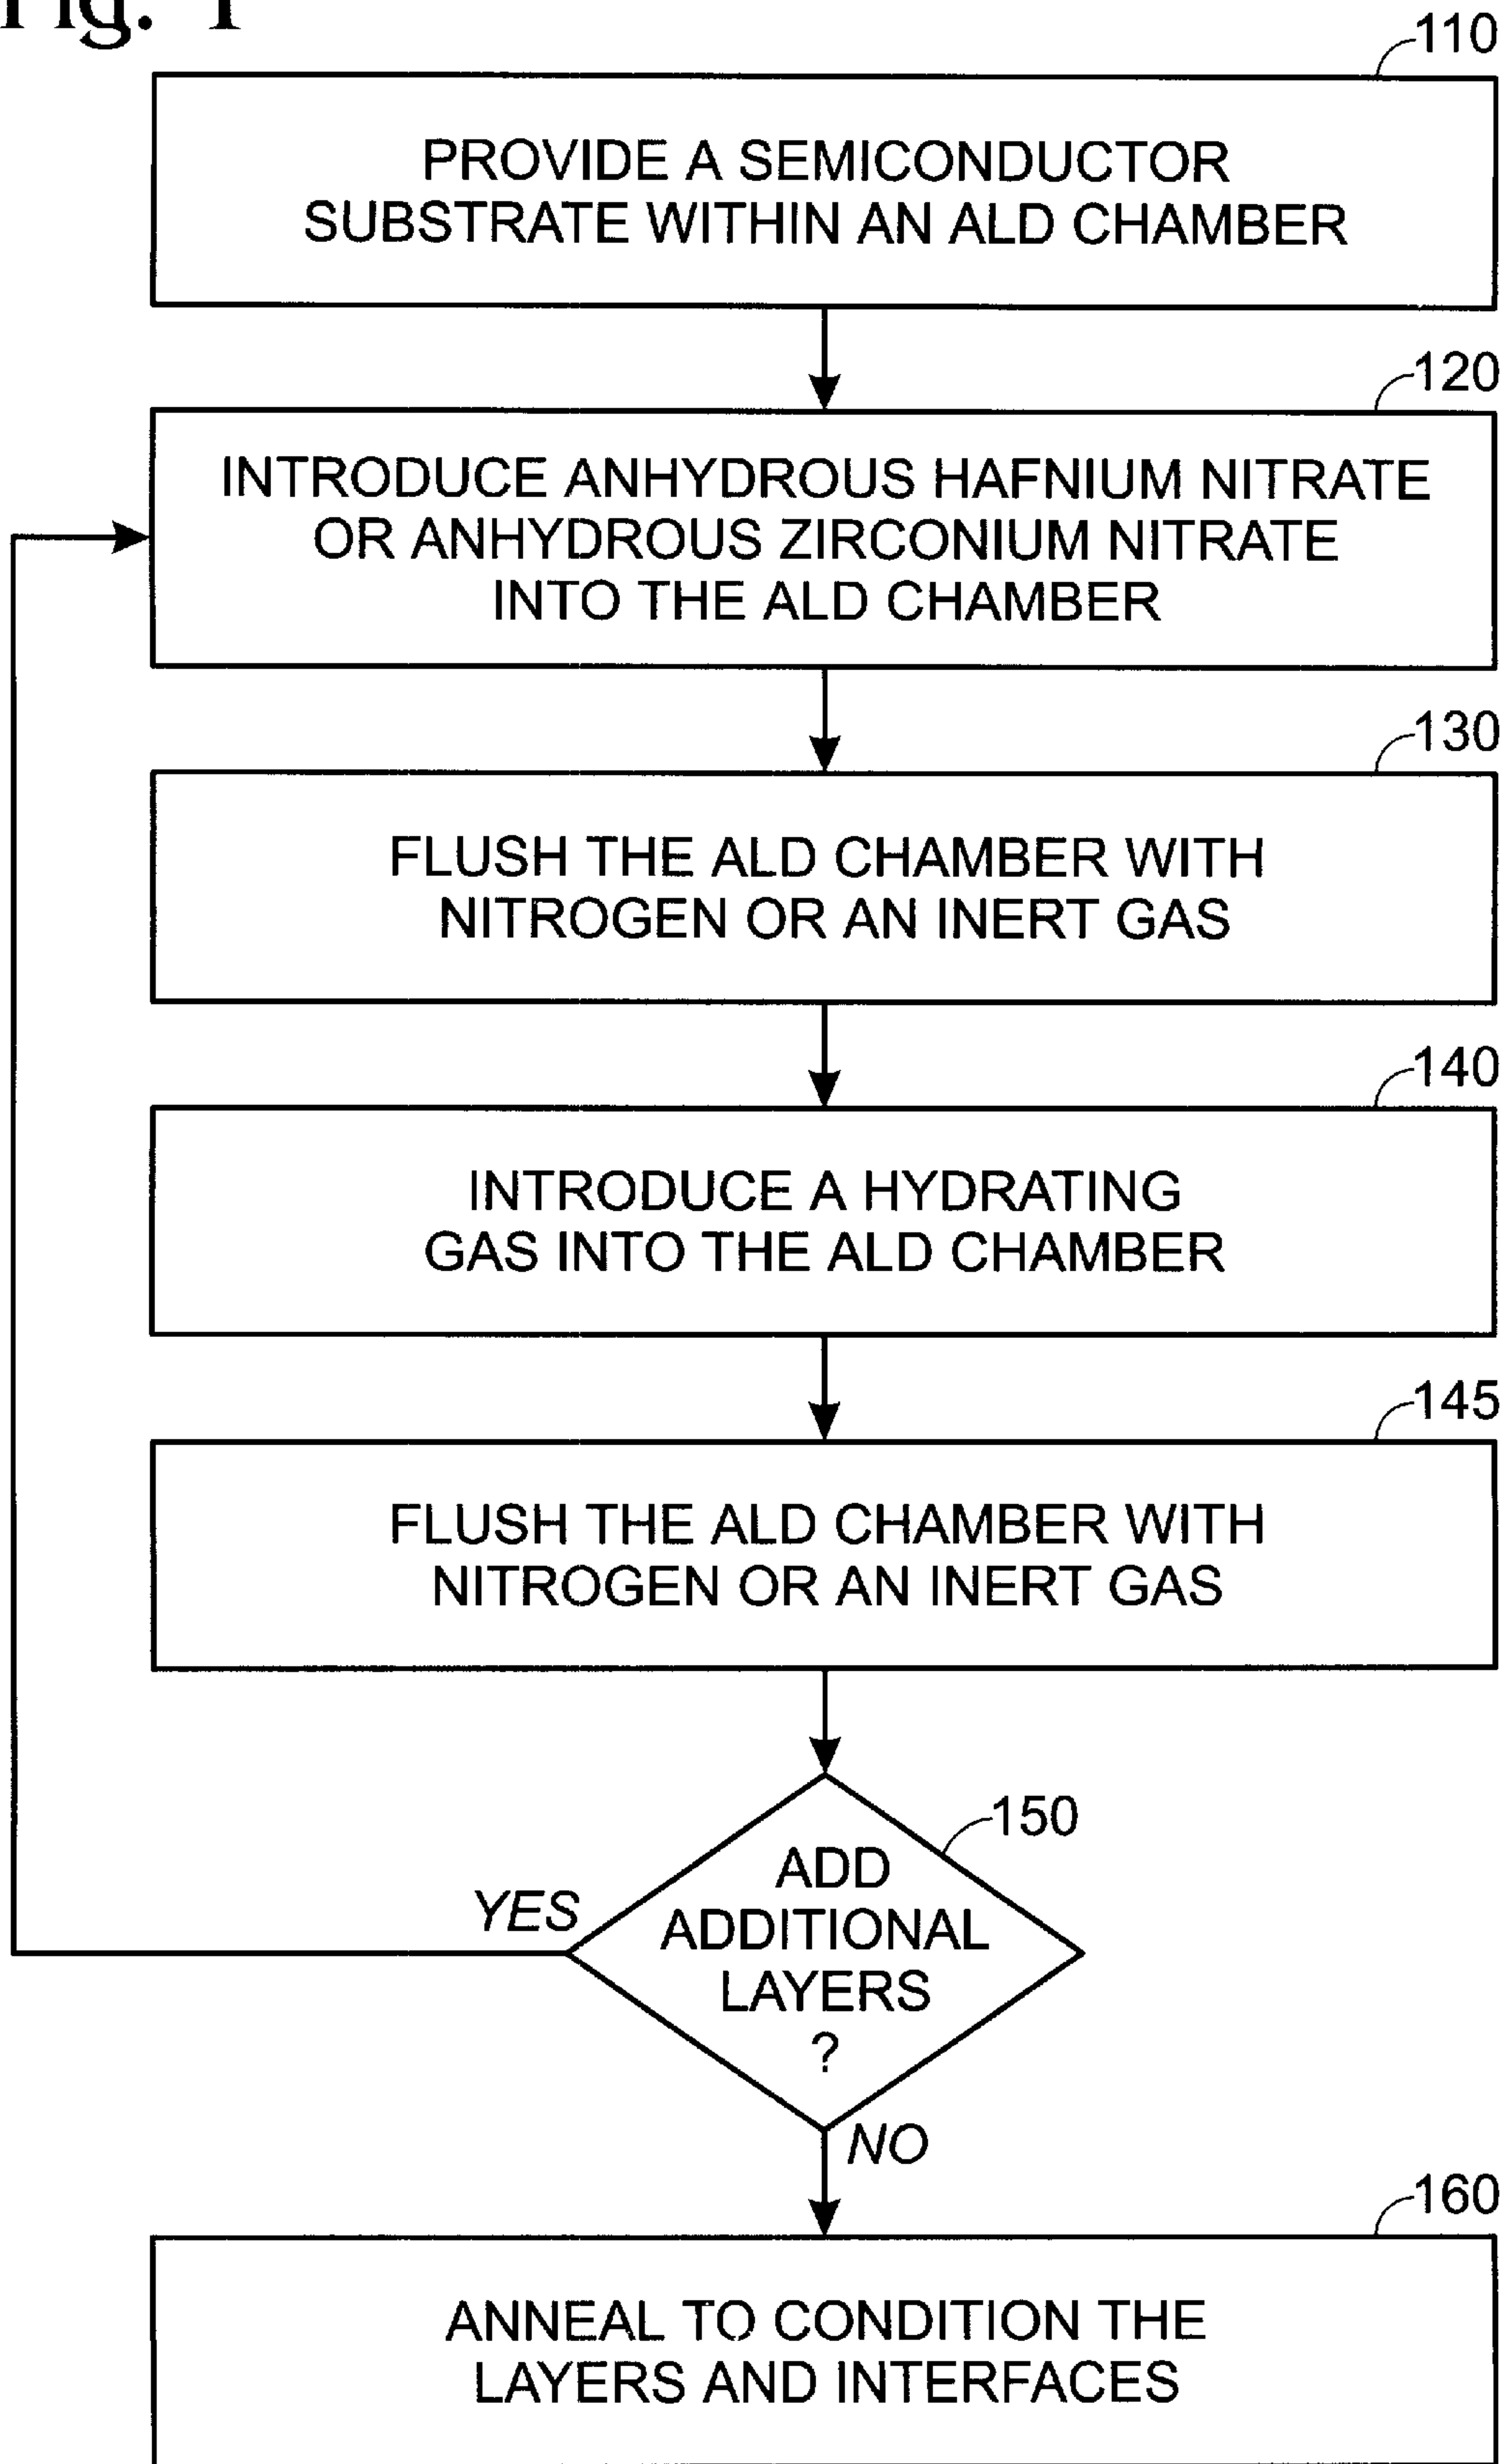 Fig. 1
110
PROVIDE A SEMICONDUCTOR
SUBSTRATE WITHIN AN ALD CHAMBER
120
INTRODUCE ANHYDROUS HAFNIUM NITRATE
OR ANHYDROUS ZIRCONIUM NITRATE
INTO THE ALD CHAMBER
130
FLUSH THE ALD CHAMBER WITH
NITROGEN OR AN INERT GAS
140
INTRODUCE A HYDRATING
GAS INTO THE ALD CHAMBER
145
FLUSH THE ALD CHAMBER WITH
NITROGEN OR AN INERT GAS
150
ADD
ADDITIONAL
LAYERS
?
YES
NO
160
ANNEAL TO CONDITION THE
LAYERS AND INTERFACES